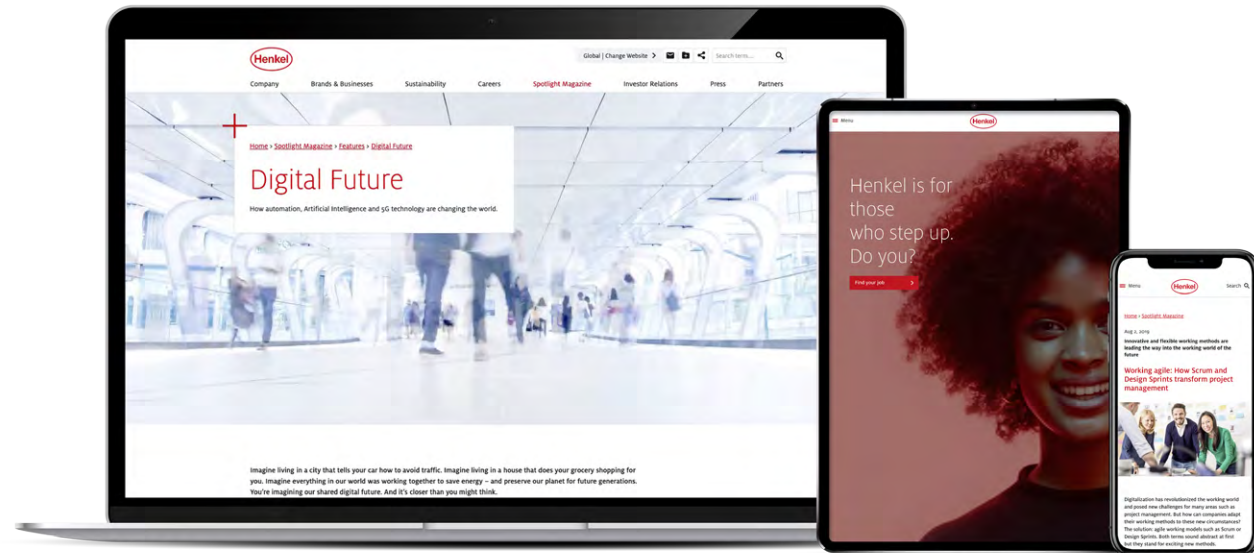 Henkel
Global | Change Website
Search term...
Company Brands & Businesses Sustainability Careers Spotlight Magazine Investor Relations Press Partners
Home › Spotlight Magazine › Features › Digital Future
Digital Future
How automation, Artificial Intelligence and 5G technology are changing the world.
Imagine living in a city that tells your car how to avoid traffic. Imagine living in a house that does your grocery shopping for
you. Imagine everything in our world was working together to save energy – and preserve our planet for future generations.
You're imagining our shared digital future. And it's closer than you might think.
Menu
Henkel
Henkel is for
those
who step up.
Do you?
Find your job
Menu
Henkel
Search
Home › Spotlight Magazine
Aug 2, 2019
Innovative and flexible working methods are
leading the way into the working world of the
future
Working agile: How Scrum and
Design Sprints transform project
management
Digitalization has revolutionized the working world
and posed new challenges for many areas such as
project management. But how can companies adapt
their working methods to these new circumstances?
The solution: agile working models such as Scrum or
Design Sprints. Both terms sound abstract at first
but they stand for exciting new methods.